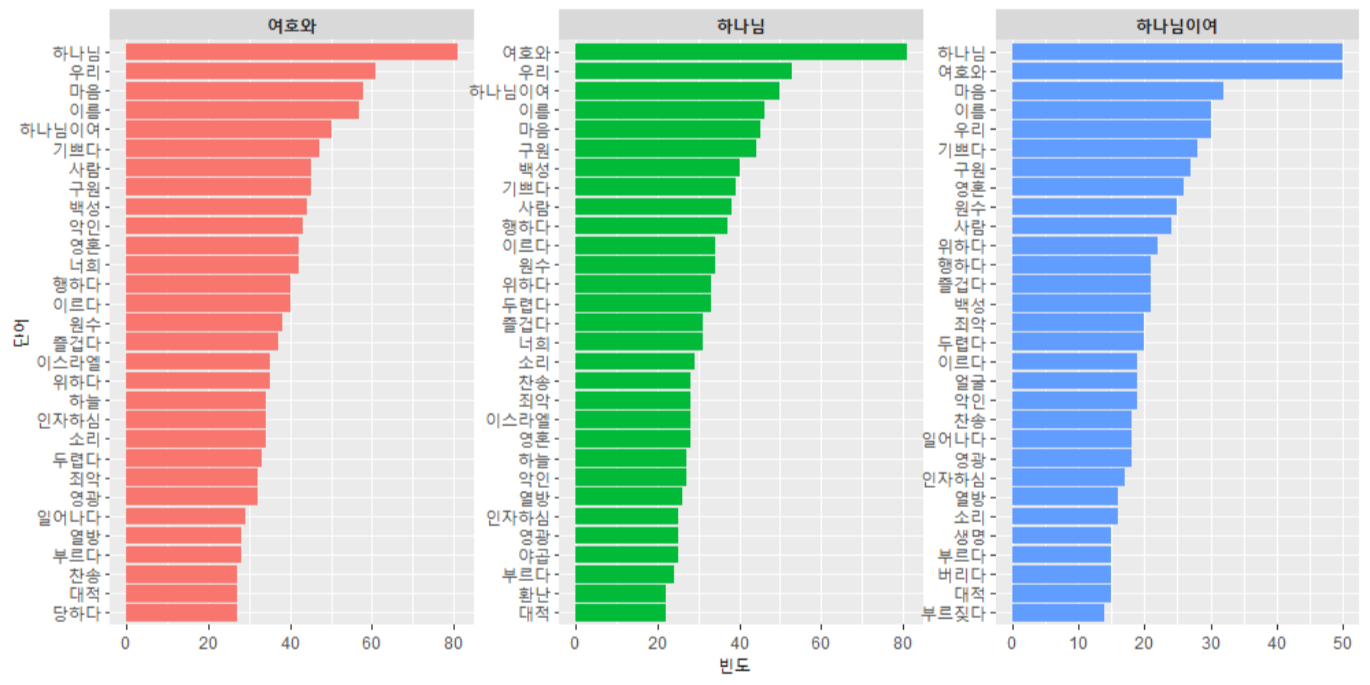 여호와
하나님
우리
마음
이름
하나님이여
기쁘다
사람
구원
백성
악인
영혼
너희
행하다
이르다
원수
즐겁다
이스라엘
위하다
하늘
인자하심
소리
두렵다
죄악
영광
일어나다
열방
부르다
찬송
대적
당하다
0 20 40 60 80
단어
하나님
여호와
우리
하나님이여
이름
마음
구원
백성
기쁘다
사람
행하다
이르다
원수
위하다
두렵다
즐겁다
너희
소리
찬송
죄악
이스라엘
영혼
하늘
악인
열방
인자하심
영광
야곱
부르다
환난
대적
0 20 40 60 80
빈도
하나님이여
하나님
여호와
마음
이름
우리
기쁘다
구원
영혼
원수
사람
위하다
행하다
즐겁다
백성
죄악
두렵다
이르다
얼굴
악인
찬송
일어나다
영광
인자하심
열방
소리
생명
부르다
버리다
대적
부르짖다
0 10 20 30 40 50